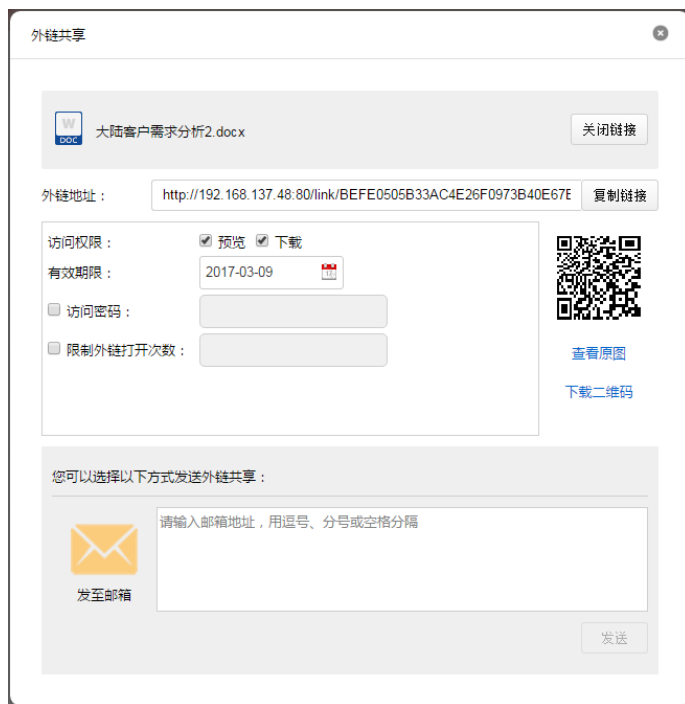 外链共享
W
DOC
大陆客户需求分析2.docx
关闭链接
外链地址：
http://192.168.137.48:80/link/BEFE0505B33AC4E26F0973B40E67E
复制链接
访问权限：
预览
下载
有效期限：
2017-03-09
访问密码：
限制外链打开次数：
查看原图
下载二维码
您可以选择以下方式发送外链共享：
请输入邮箱地址，用逗号、分号或空格分隔
发至邮箱
发送